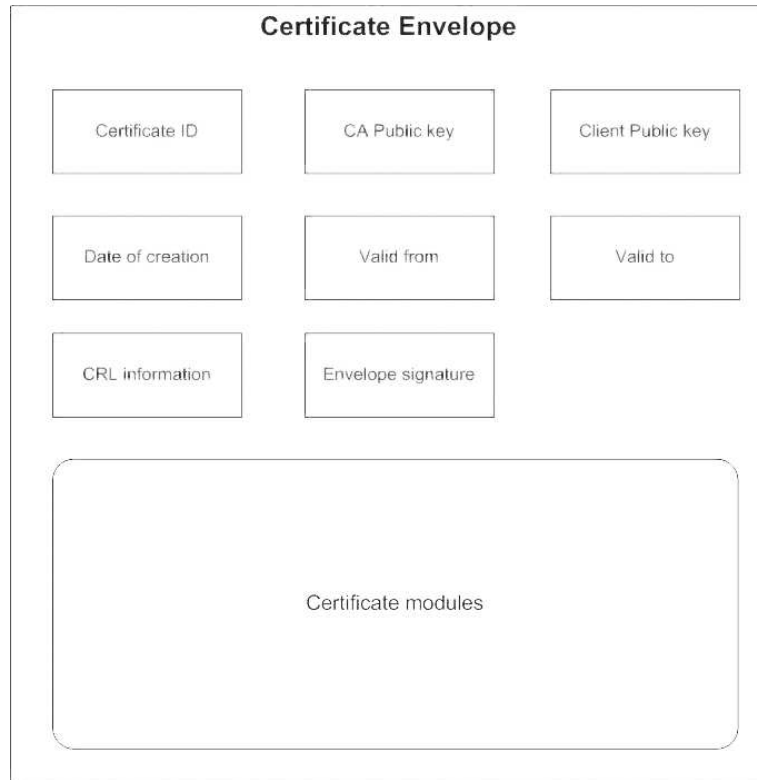 Certificate Envelope
Certificate ID
CA Public key
Client Public key
Date of creation
Valid from
Valid to
CRL information
Envelope signature
Certificate modules